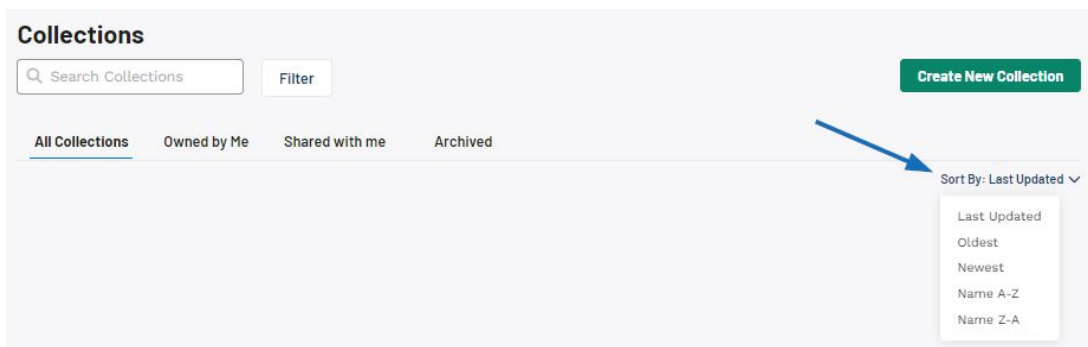 Collections
Search Collections
Filter
Create New Collection
All Collections Owned by Me Shared with me Archived
Sort By: Last Updated
Last Updated
Oldest
Newest
Name A-Z
Name Z-A